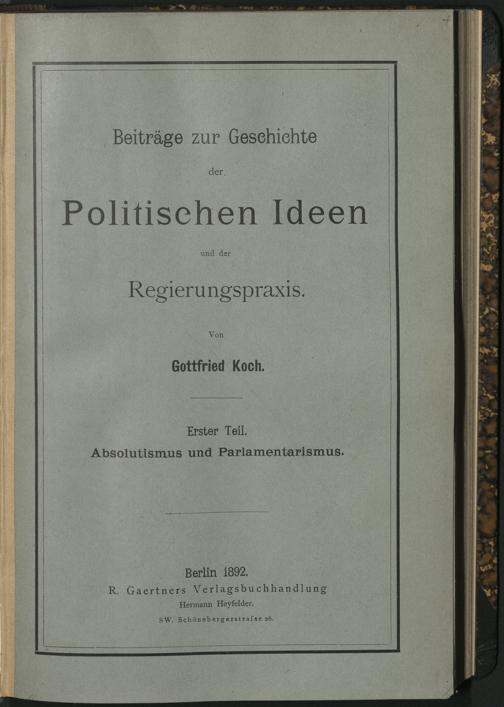 Beiträge zur Geschichte
der
Politischen Ideen
und der
Regierungspraxis.
Von
Gottfried Koch.
Erster Teil.
Absolutismus und Parlamentarismus.
Berlin 1892.
R. Gaertners Verlagsbuchhandlung
Hermann Heyfelder.
SW. Schönebergerstraſse 26.